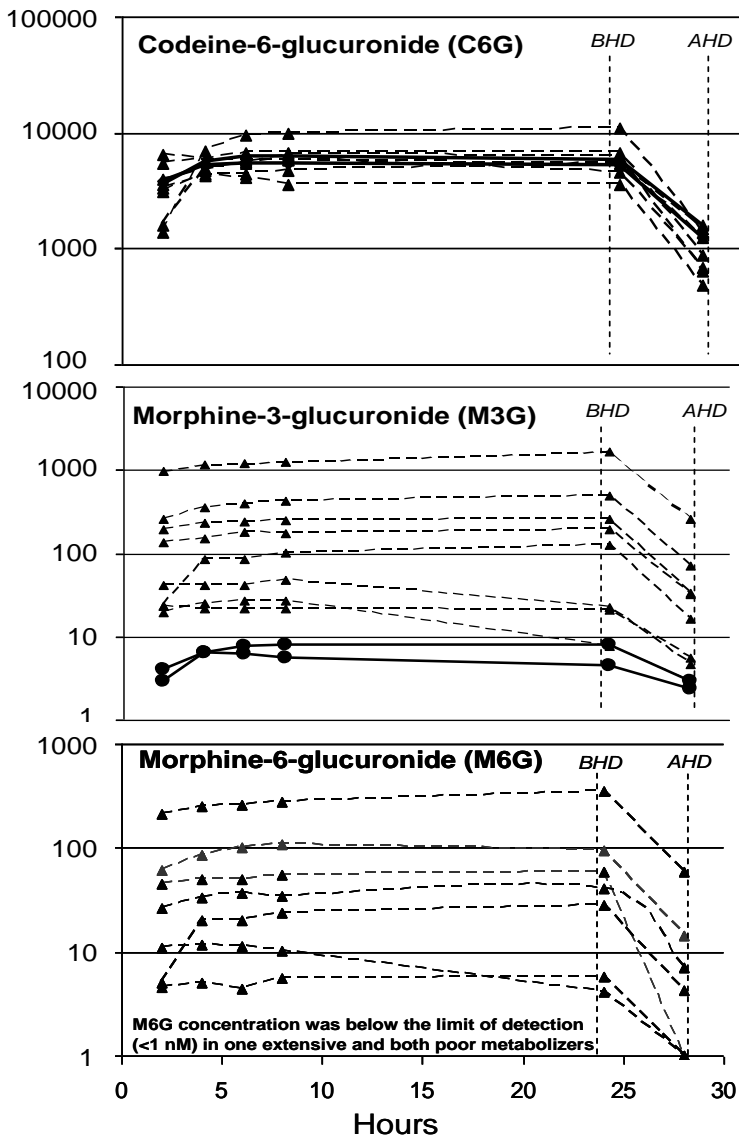 100000
Codeine-6-glucuronide (C6G)
BHD
AHD
10000
1000
100
10000
Morphine-3-glucuronide (M3G)
BHD
AHD
1000
100
10
1
1000
Morphine-6-glucuronide (M6G)
BHD
AHD
100
10
M6G concentration was below the limit of detection
(<1 nM) in one extensive and both poor metabolizers
1
0 5 10 15 20 25 30
Hours